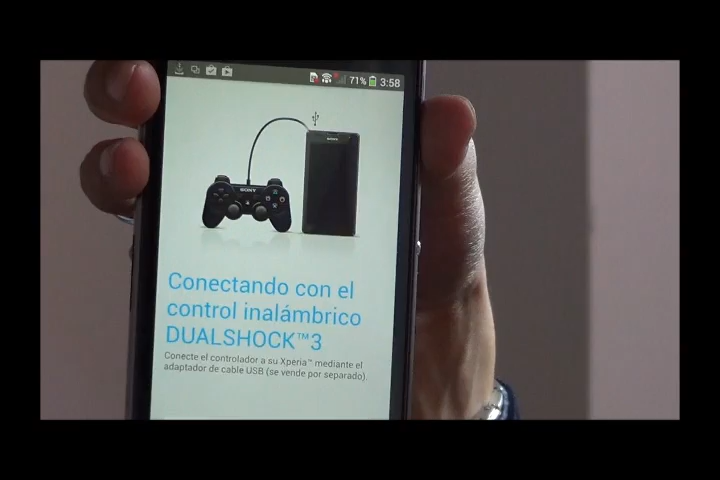 71% 3:58
SONY
SONY
Conectando con el
control inalámbrico
DUALSHOCK™3
Conecte el controlador a su Xperia™ mediante el
adaptador de cable USB (se vende por separado).